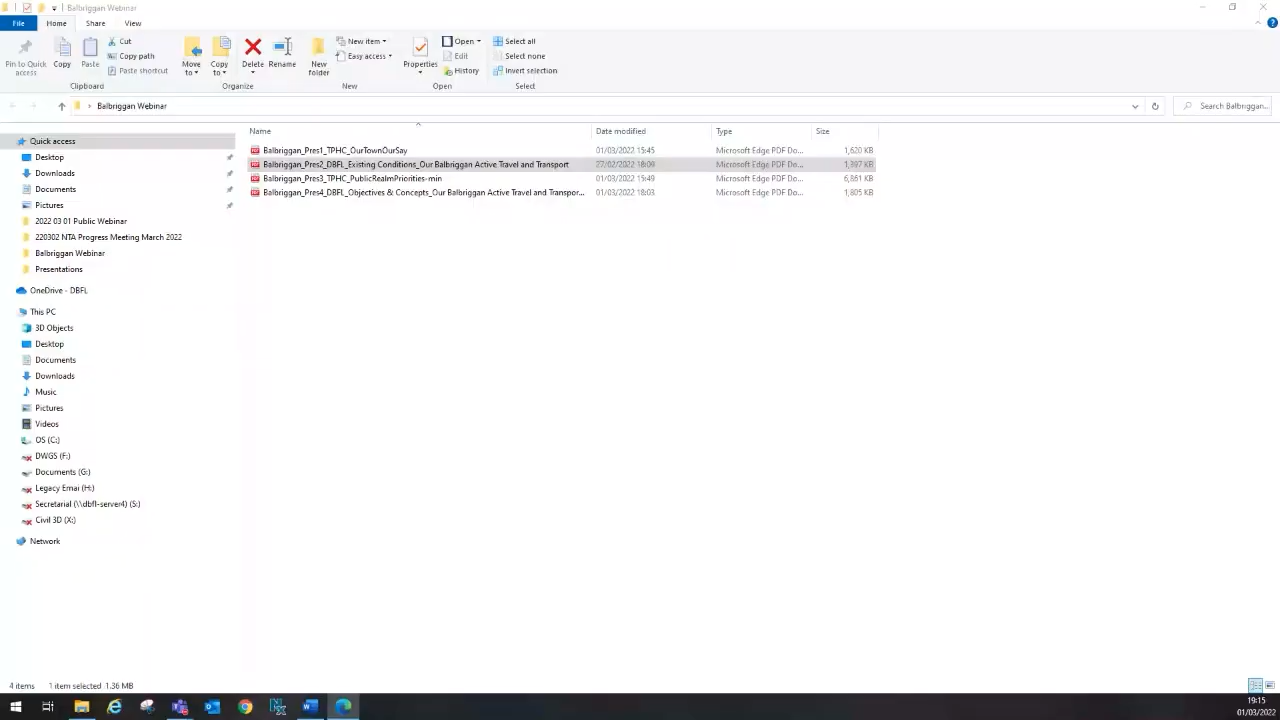 Balbriggan Webinar
File Home Share View
Pin to Quick access
Copy
Paste
Cut
Copy path
Paste shortcut
Clipboard
Move to
Copy to
Delete
Rename
Organize
New folder
New item
Easy access
New
Properties
Open
Edit
History
Open
Select all
Select none
Invert selection
Select
Balbriggan Webinar
Search Balbriggan...
Name Date modified Type Size
Balbriggan_Pres1_TPHC_OurTownOurSay 01/03/2022 15:45 Microsoft Edge PDF Do... 1,620 KB
Balbriggan_Pres2_DBFL_Existing Conditions_Our Balbriggan Active Travel and Transport 27/02/2022 18:09 Microsoft Edge PDF Do... 1,397 KB
Balbriggan_Pres3_TPHC_PublicRealmPriorities-min 01/03/2022 15:49 Microsoft Edge PDF Do... 6,861 KB
Balbriggan_Pres4_DBFL_Objectives & Concepts_Our Balbriggan Active Travel and Transpor... 01/03/2022 18:03 Microsoft Edge PDF Do... 1,805 KB
Quick access
Desktop
Downloads
Documents
Pictures
2022 03 01 Public Webinar
220302 NTA Progress Meeting March 2022
Balbriggan Webinar
Presentations
OneDrive - DBFL
This PC
3D Objects
Desktop
Documents
Downloads
Music
Pictures
Videos
OS (C:)
DWGS (F:)
Documents (G:)
Legacy Emai (H:)
Secretarial (\\dbfl-server4) (S:)
Civil 3D (X:)
Network
4 items 1 item selected 1.36 MB
19:15
01/03/2022